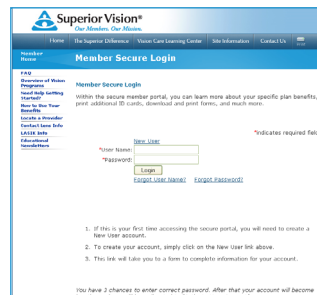 Superior Vision®
Our Members. Our Mission.
Home The Superior Difference Vision Care Learning Center Site Information Contact Us
Member Home
Member Secure Login
FAQ
Overview of Vision Programs
Need Help Getting Started?
How to Use Your Benefits
Locate a Provider
Contact Lens Info
LASIK Info
Educational Newsletters
Member Secure Login
Within the secure member portal, you can learn more about your specific plan benefits,
print additional ID cards, download and print forms, and much more.
*indicates required fiel
New User
*User Name:
*Password:
Login
Forgot User Name? Forgot Password?
1. If this is your first time accessing the secure portal, you will need to create a
New User account.
2. To create your account, simply click on the New User link above.
3. This link will take you to a form to complete information for your account.
You have 3 chances to enter correct password. After that your account will become